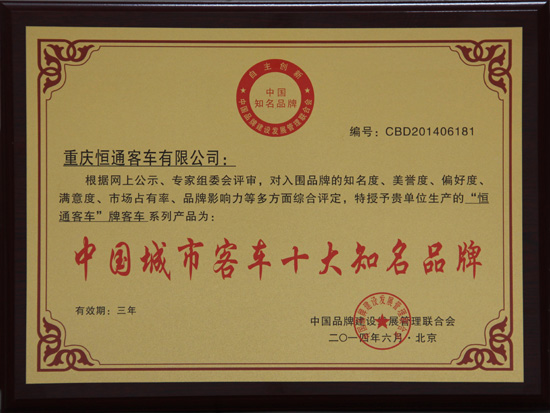 自主创新
中国
知名品牌
中国品牌建设发展管理联合会
编号：CBD201406181
重庆恒通客车有限公司：
根据网上公示、专家组委会评审，对入围品牌的知名度、美誉度、偏好度、
满意度、市场占有率、品牌影响力等多方面综合评定，特授予贵单位生产的“恒
通客车”牌客车系列产品为：
中国城市客车十大知名品牌
有效期：三年
中国品牌建设发展管理联合会
二〇一四年六月·北京